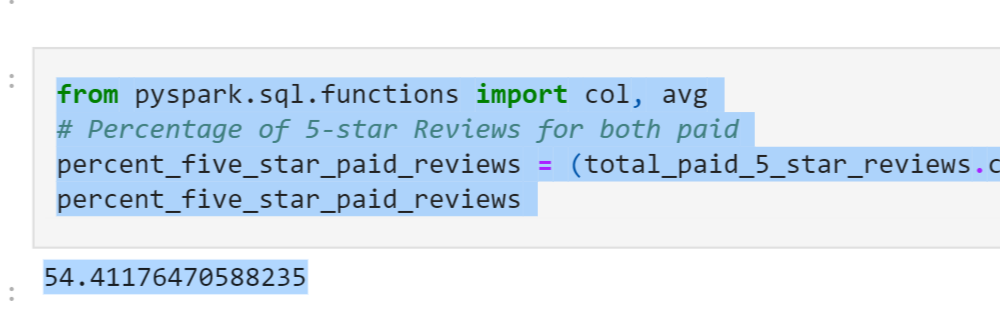 from pyspark.sql.functions import col, avg
# Percentage of 5-star Reviews for both paid
percent_five_star_paid_reviews = (total_paid_5_star_reviews.c
percent_five_star_paid_reviews
54.41176470588235